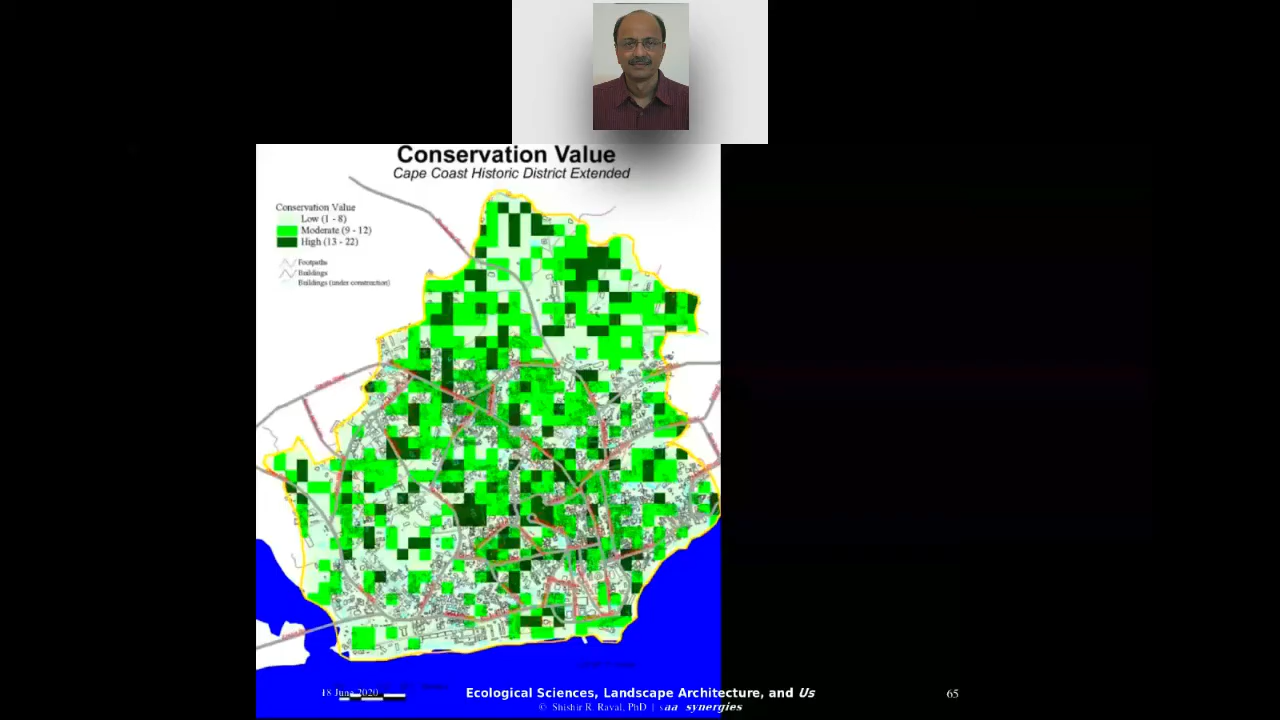 Conservation Value
Cape Coast Historic District Extended
Conservation Value
Low (1 - 8)
Moderate (9 - 12)
High (13 - 22)
Footpaths
Buildings
Buildings (under construction)
18 June 2020
Ecological Sciences, Landscape Architecture, and Us
65
© Shishir R. Raval, PhD | saa synergies